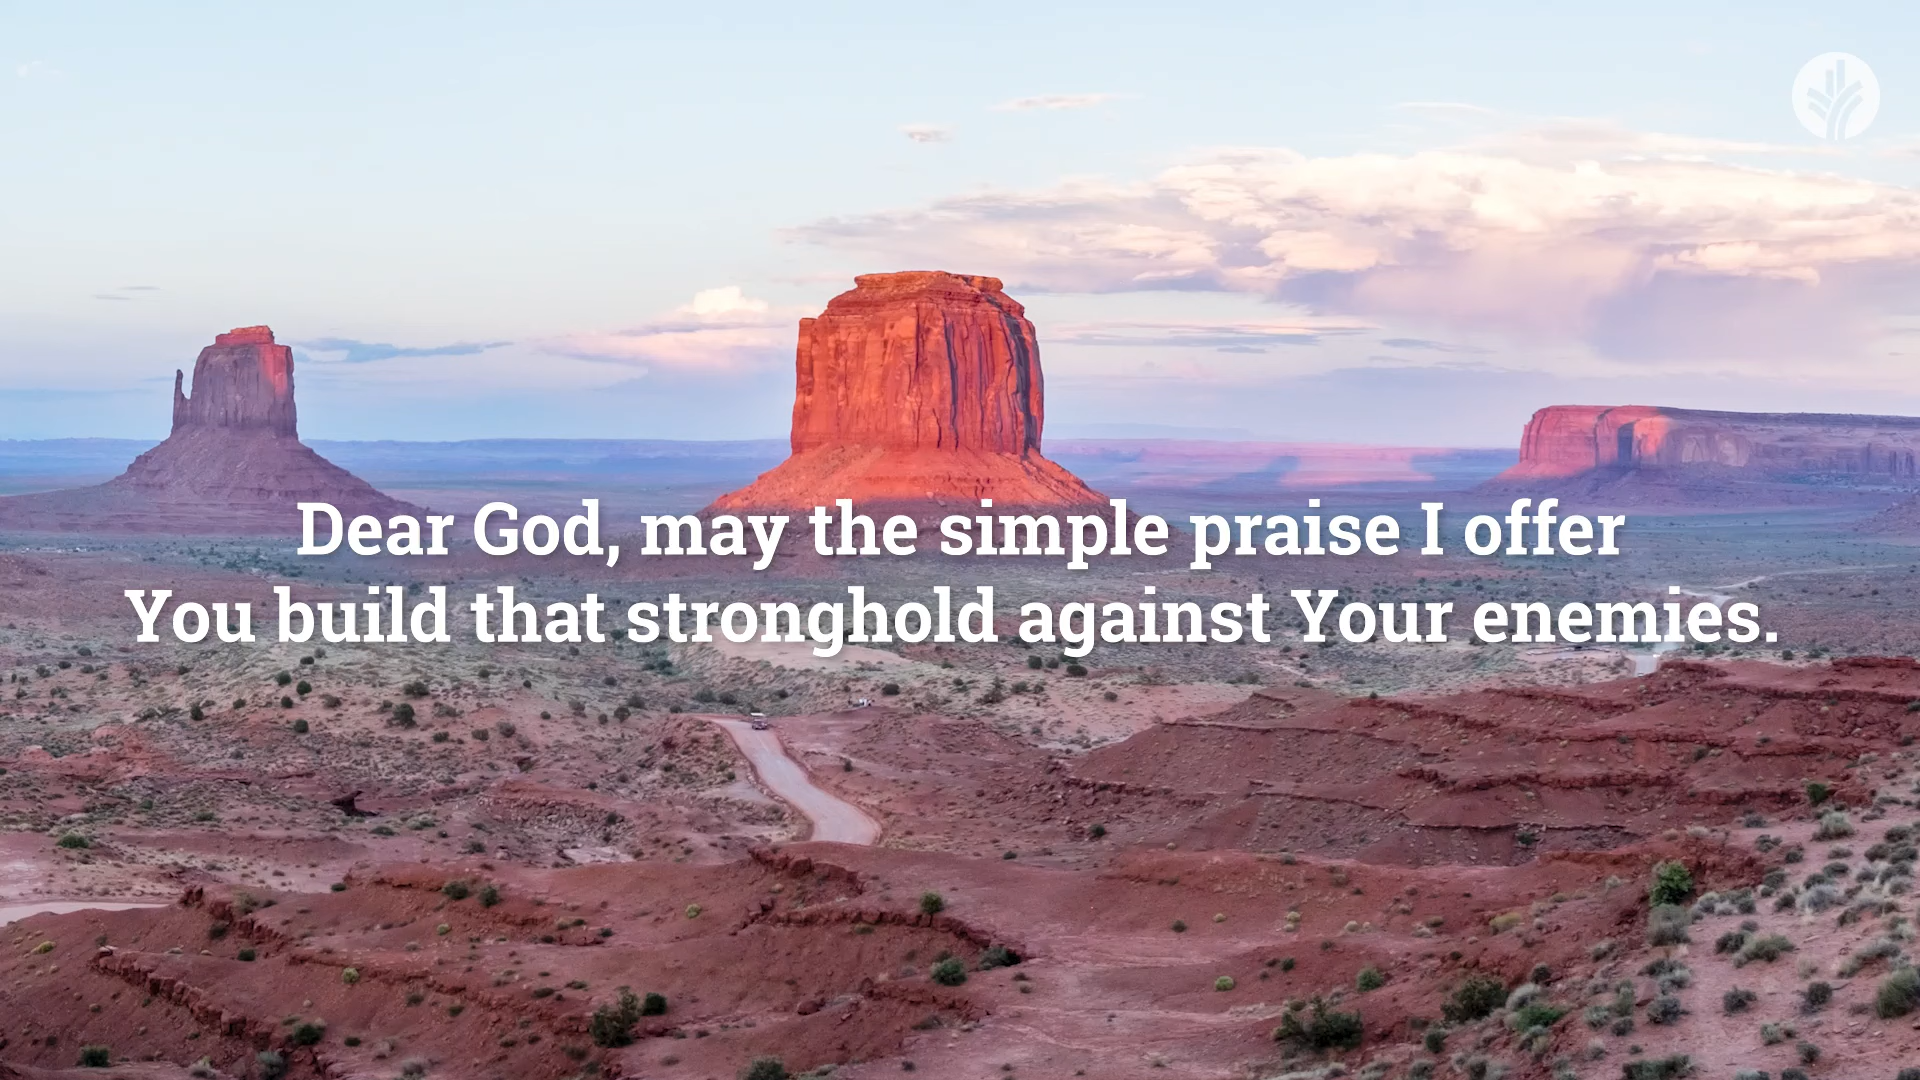 Dear God, may the simple praise I offer
You build that stronghold against Your enemies.